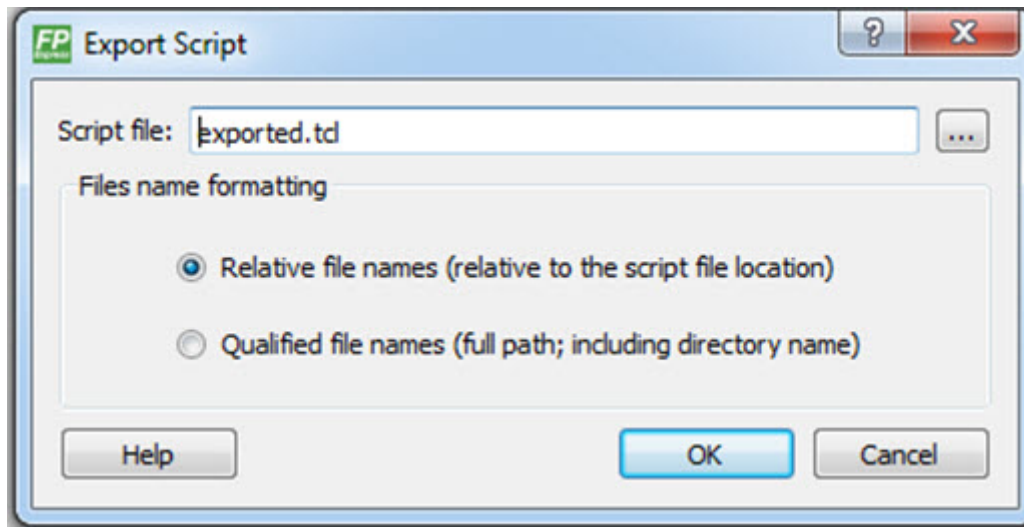 FP Export Script
Script file: exported.tcl ...
Files name formatting
Relative file names (relative to the script file location)
Qualified file names (full path; including directory name)
Help OK Cancel